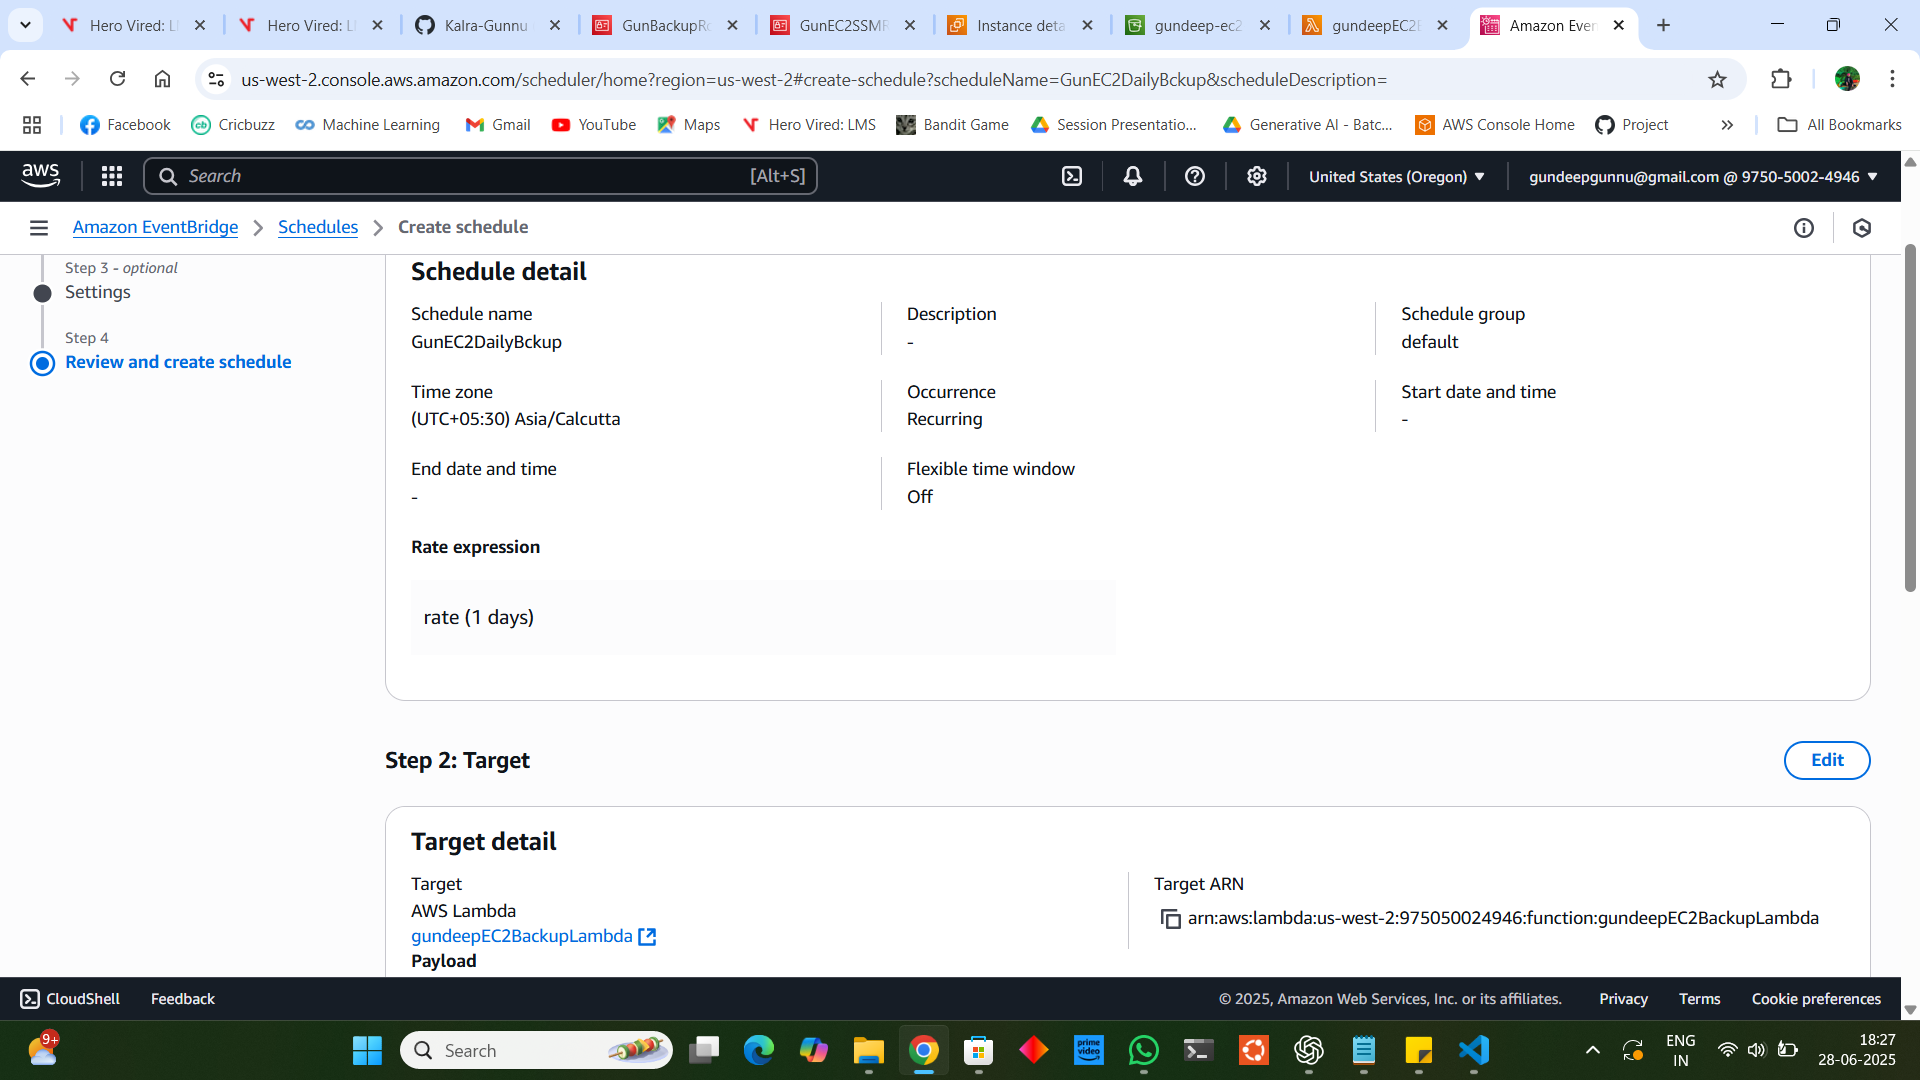 Hero Vired: L
Hero Vired: L
Kalra-Gunnu
GunBackupRo
GunEC2SSMR
Instance deta
gundeep-ec2
gundeepEC2B
Amazon Even
us-west-2.console.aws.amazon.com/scheduler/home?region=us-west-2#create-schedule?scheduleName=GunEC2DailyBckup&scheduleDescription=
Facebook
Cricbuzz
Machine Learning
Gmail
YouTube
Maps
Hero Vired: LMS
Bandit Game
Session Presentatio...
Generative AI - Batc...
AWS Console Home
Project
All Bookmarks
aws
Search
[Alt+S]
United States (Oregon)
gundeepgunnu@gmail.com @ 9750-5002-4946
Amazon EventBridge
Schedules
Create schedule
Step 3 - optional
Settings
Step 4
Review and create schedule
Schedule detail
Schedule name
GunEC2DailyBckup
Description
-
Schedule group
default
Time zone
(UTC+05:30) Asia/Calcutta
Occurrence
Recurring
Start date and time
-
End date and time
-
Flexible time window
Off
Rate expression
rate (1 days)
Step 2: Target
Edit
Target detail
Target
AWS Lambda
gundeepEC2BackupLambda
Payload
Target ARN
arn:aws:lambda:us-west-2:975050024946:function:gundeepEC2BackupLambda
CloudShell
Feedback
© 2025, Amazon Web Services, Inc. or its affiliates.
Privacy
Terms
Cookie preferences
9+
Search
prime
video
ENG
IN
18:27
28-06-2025